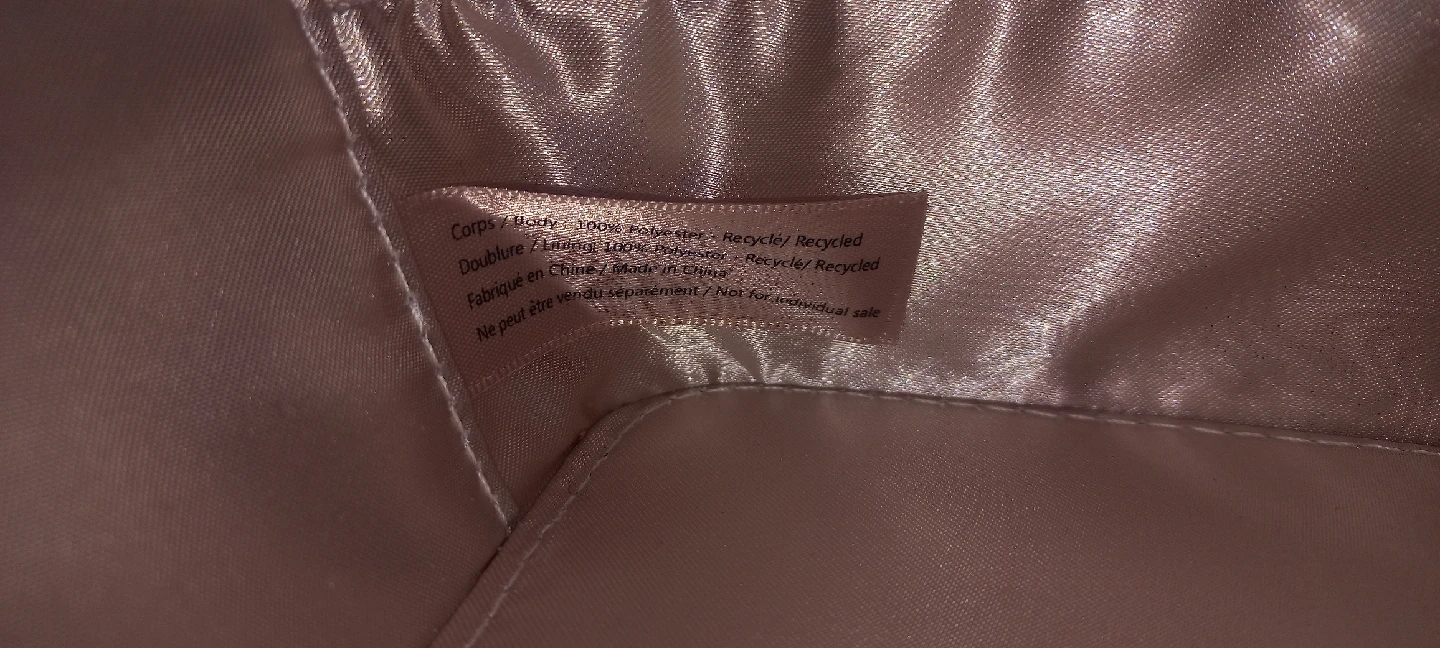 Corps / Body : 100% Polyester - Recyclé/ Recycled
Doublure / Lining: 100% Polyester - Recyclé/ Recycled
Fabriqué en Chine / Made in China
Ne peut être vendu séparément / Not for individual sale